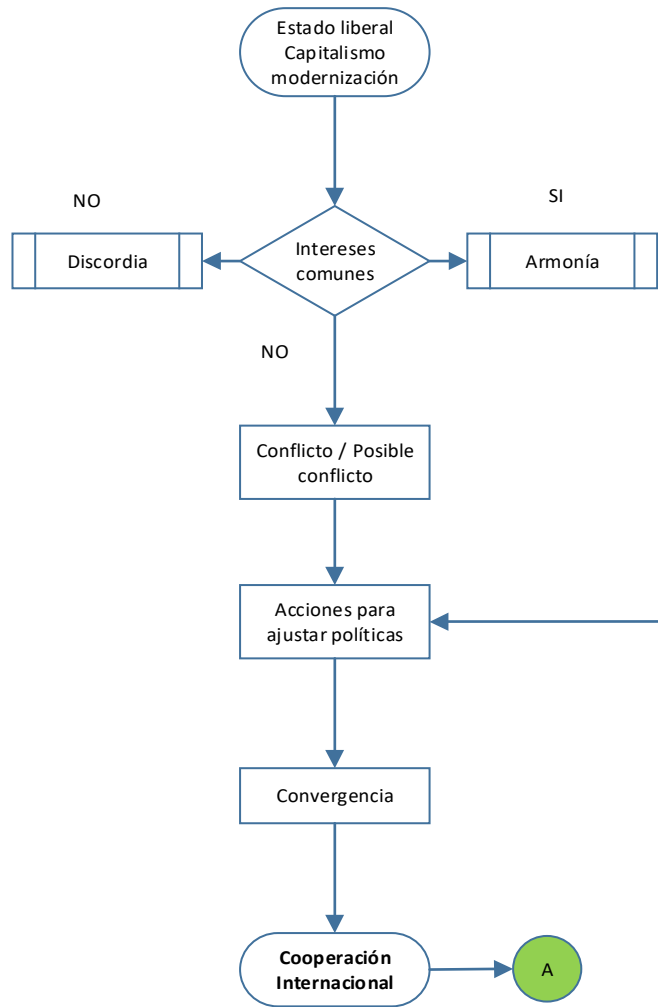 Estado liberal
Capitalismo
modernización
NO
SI
Discordia
Intereses
comunes
Armonía
NO
Conflicto / Posible
conflicto
Acciones para
ajustar políticas
Convergencia
Cooperación
Internacional
A